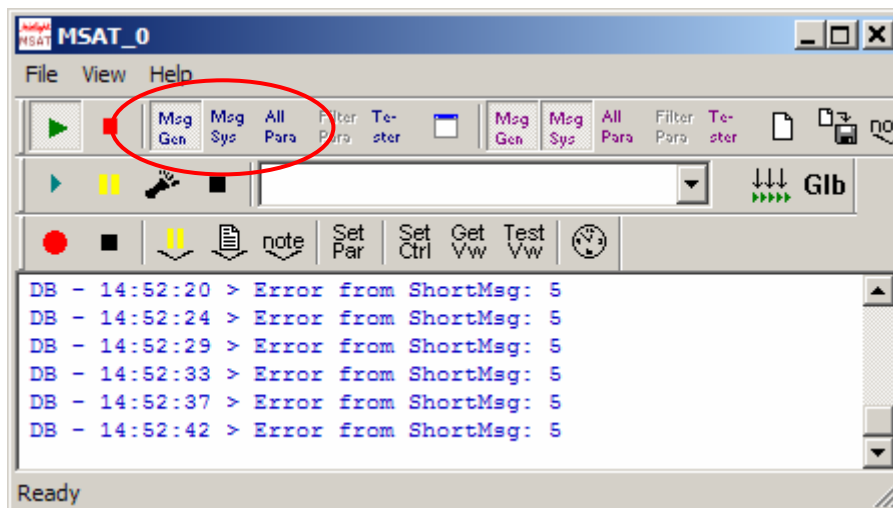 MSAT_0
File View Help
Msg Gen Msg Sys All Para Filter Para Te-ster Msg Gen Msg Sys All Para Filter Para Te-ster
Glb
note Set Par Set Ctrl Get Vw Test Vw
DB - 14:52:20 > Error from ShortMsg: 5
DB - 14:52:24 > Error from ShortMsg: 5
DB - 14:52:29 > Error from ShortMsg: 5
DB - 14:52:33 > Error from ShortMsg: 5
DB - 14:52:37 > Error from ShortMsg: 5
DB - 14:52:42 > Error from ShortMsg: 5
Ready